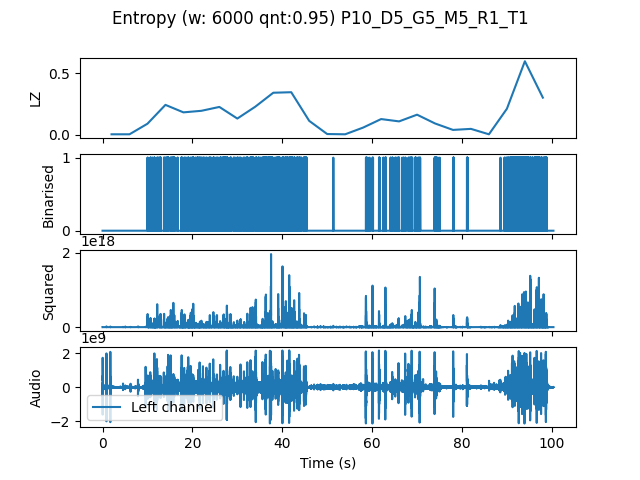 Entropy (w: 6000 qnt:0.95) P10_D5_G5_M5_R1_T1
0.5
0.0
LZ
1
0
Binarised
1e18
2
0
Squared
1e9
2
0
−2
Audio
Left channel
0 20 40 60 80 100
Time (s)